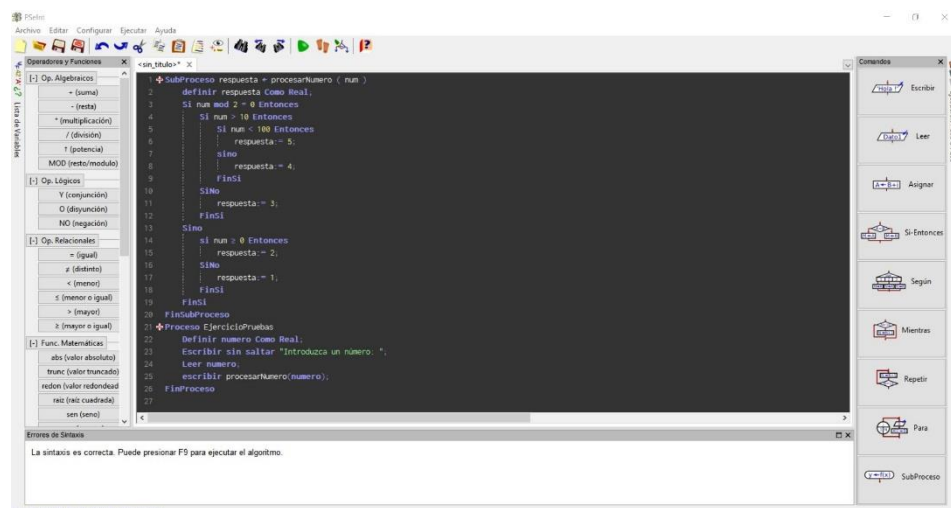 PSeInt
Archivo Editar Configurar Ejecutar Ayuda
Operadores y Funciones
[-] Op. Algebraicos
+ (suma)
- (resta)
* (multiplicación)
/ (división)
↑ (potencia)
MOD (resto/modulo)
[-] Op. Lógicos
Y (conjunción)
O (disyunción)
NO (negación)
[-] Op. Relacionales
= (igual)
≠ (distinto)
< (menor)
≤ (menor o igual)
> (mayor)
≥ (mayor o igual)
[-] Func. Matemáticas
abs (valor absoluto)
trunc (valor truncado)
redon (valor redondead
raiz (raíz cuadrada)
sen (seno)
Lista de Variables
<sin_titulo>*
1 SubProceso respuesta ← procesarNumero ( num )
2 definir respuesta Como Real;
3 Si num mod 2 = 0 Entonces
4 Si num > 10 Entonces
5 Si num < 100 Entonces
6 respuesta:= 5;
7 sino
8 respuesta:= 4;
9 FinSi
10 SiNo
11 respuesta:= 3;
12 FinSi
13 Sino
14 si num ≥ 0 Entonces
15 respuesta:= 2;
16 SiNo
17 respuesta:= 1;
18 FinSi
19 FinSi
20 FinSubProceso
21 Proceso EjercicioPruebas
22 Definir numero Como Real;
23 Escribir sin saltar "Introduzca un número: ";
24 Leer numero;
25 escribir procesarNumero(numero);
26 FinProceso
27
Comandos
Escribir
Leer
Asignar
Si-Entonces
Según
Mientras
Repetir
Para
SubProceso
Errores de Sintaxis
La sintaxis es correcta. Puede presionar F9 para ejecutar el algoritmo.